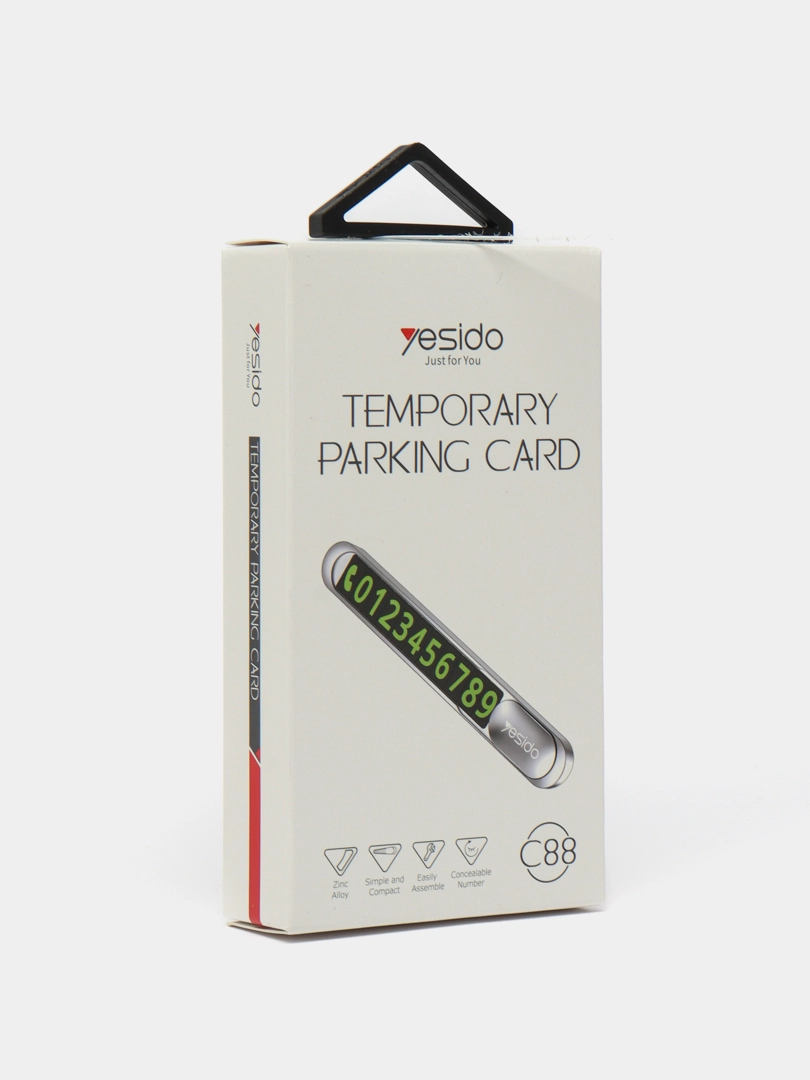 yesido
Just for You
TEMPORARY
PARKING CARD
0123456789
yesido
Zinc
Alloy
Simple and
Compact
Easily
Assemble
Concealable
Number
C88
yesido
Just for You
TEMPORARY PARKING CARD